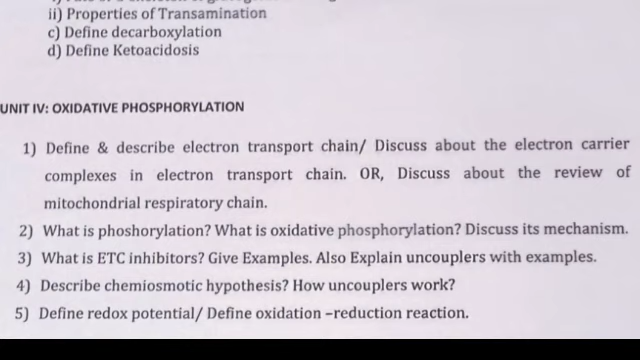 ii) Properties of Transamination
c) Define decarboxylation
d) Define Ketoacidosis
UNIT IV: OXIDATIVE PHOSPHORYLATION
1) Define & describe electron transport chain/ Discuss about the electron carrier
complexes in electron transport chain. OR, Discuss about the review of
mitochondrial respiratory chain.
2) What is phoshorylation? What is oxidative phosphorylation? Discuss its mechanism.
3) What is ETC inhibitors? Give Examples. Also Explain uncouplers with examples.
4) Describe chemiosmotic hypothesis? How uncouplers work?
5) Define redox potential/ Define oxidation –reduction reaction.